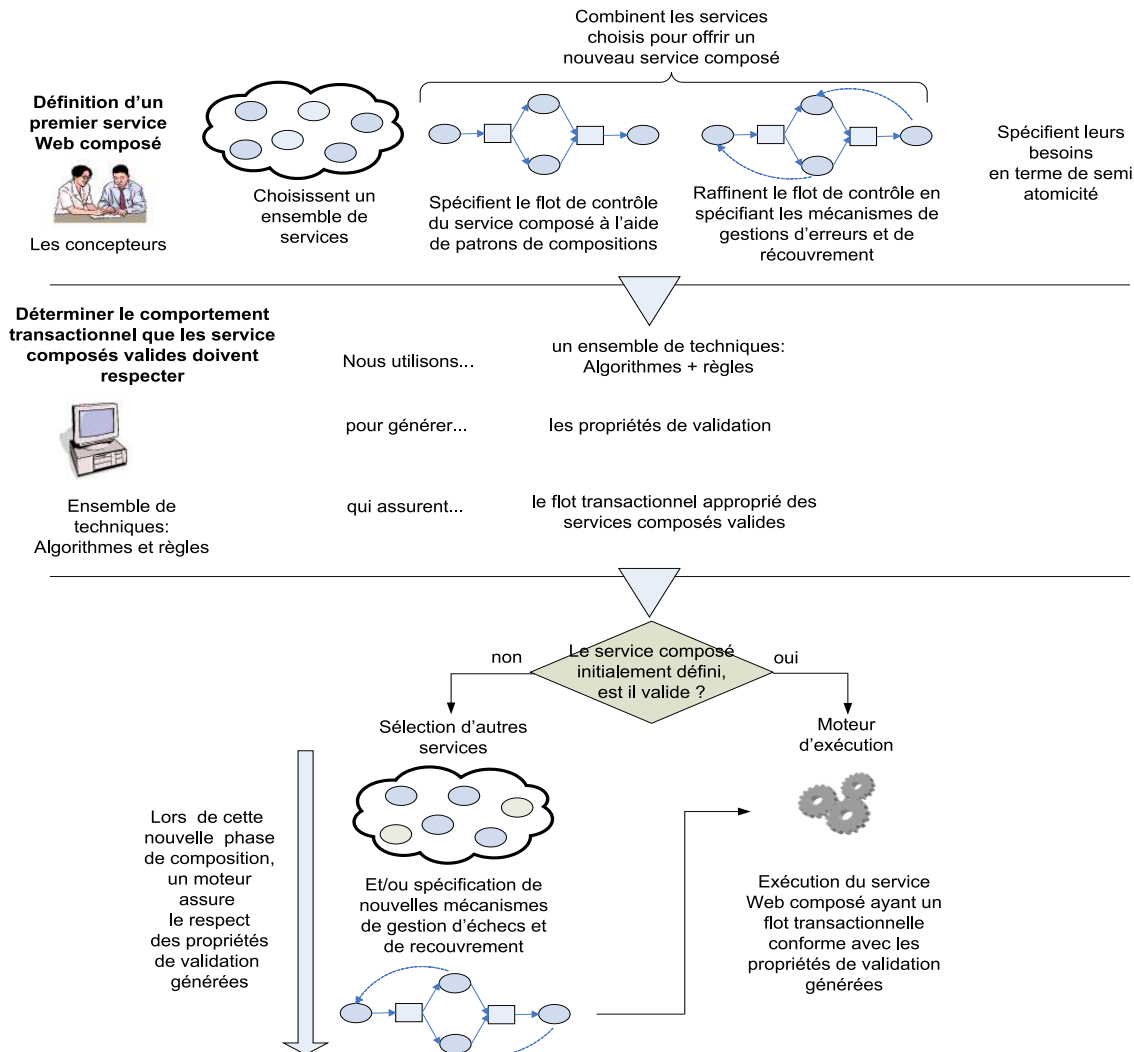 Combinent les services
choisis pour offrir un
nouveau service composé
Définition d'un
premier service
Web composé
Les concepteurs
Choisissent un
ensemble de
services
Spécifient le flot de contrôle
du service composé à l'aide
de patrons de compositions
Raffinent le flot de contrôle en
spécifiant les mécanismes de
gestions d'erreurs et de
récouvrement
Spécifient leurs
besoins
en terme de semi
atomicité
Déterminer le comportement
transactionnel que les service
composés valides doivent
respecter
Ensemble de
techniques:
Algorithmes et règles
Nous utilisons...
un ensemble de techniques:
Algorithmes + règles
pour générer...
les propriétés de validation
qui assurent...
le flot transactionnel approprié des
services composés valides
Le service composé
initialement défini,
est il valide ?
non
oui
Sélection d'autres
services
Moteur
d'exécution
Lors de cette
nouvelle phase
de composition,
un moteur
assure
le respect
des propriétés
de validation
générées
Et/ou spécification de
nouvelles mécanismes
de gestion d'échecs et
de recouvrement
Exécution du service
Web composé ayant un
flot transactionnelle
conforme avec les
propriétés de validation
générées